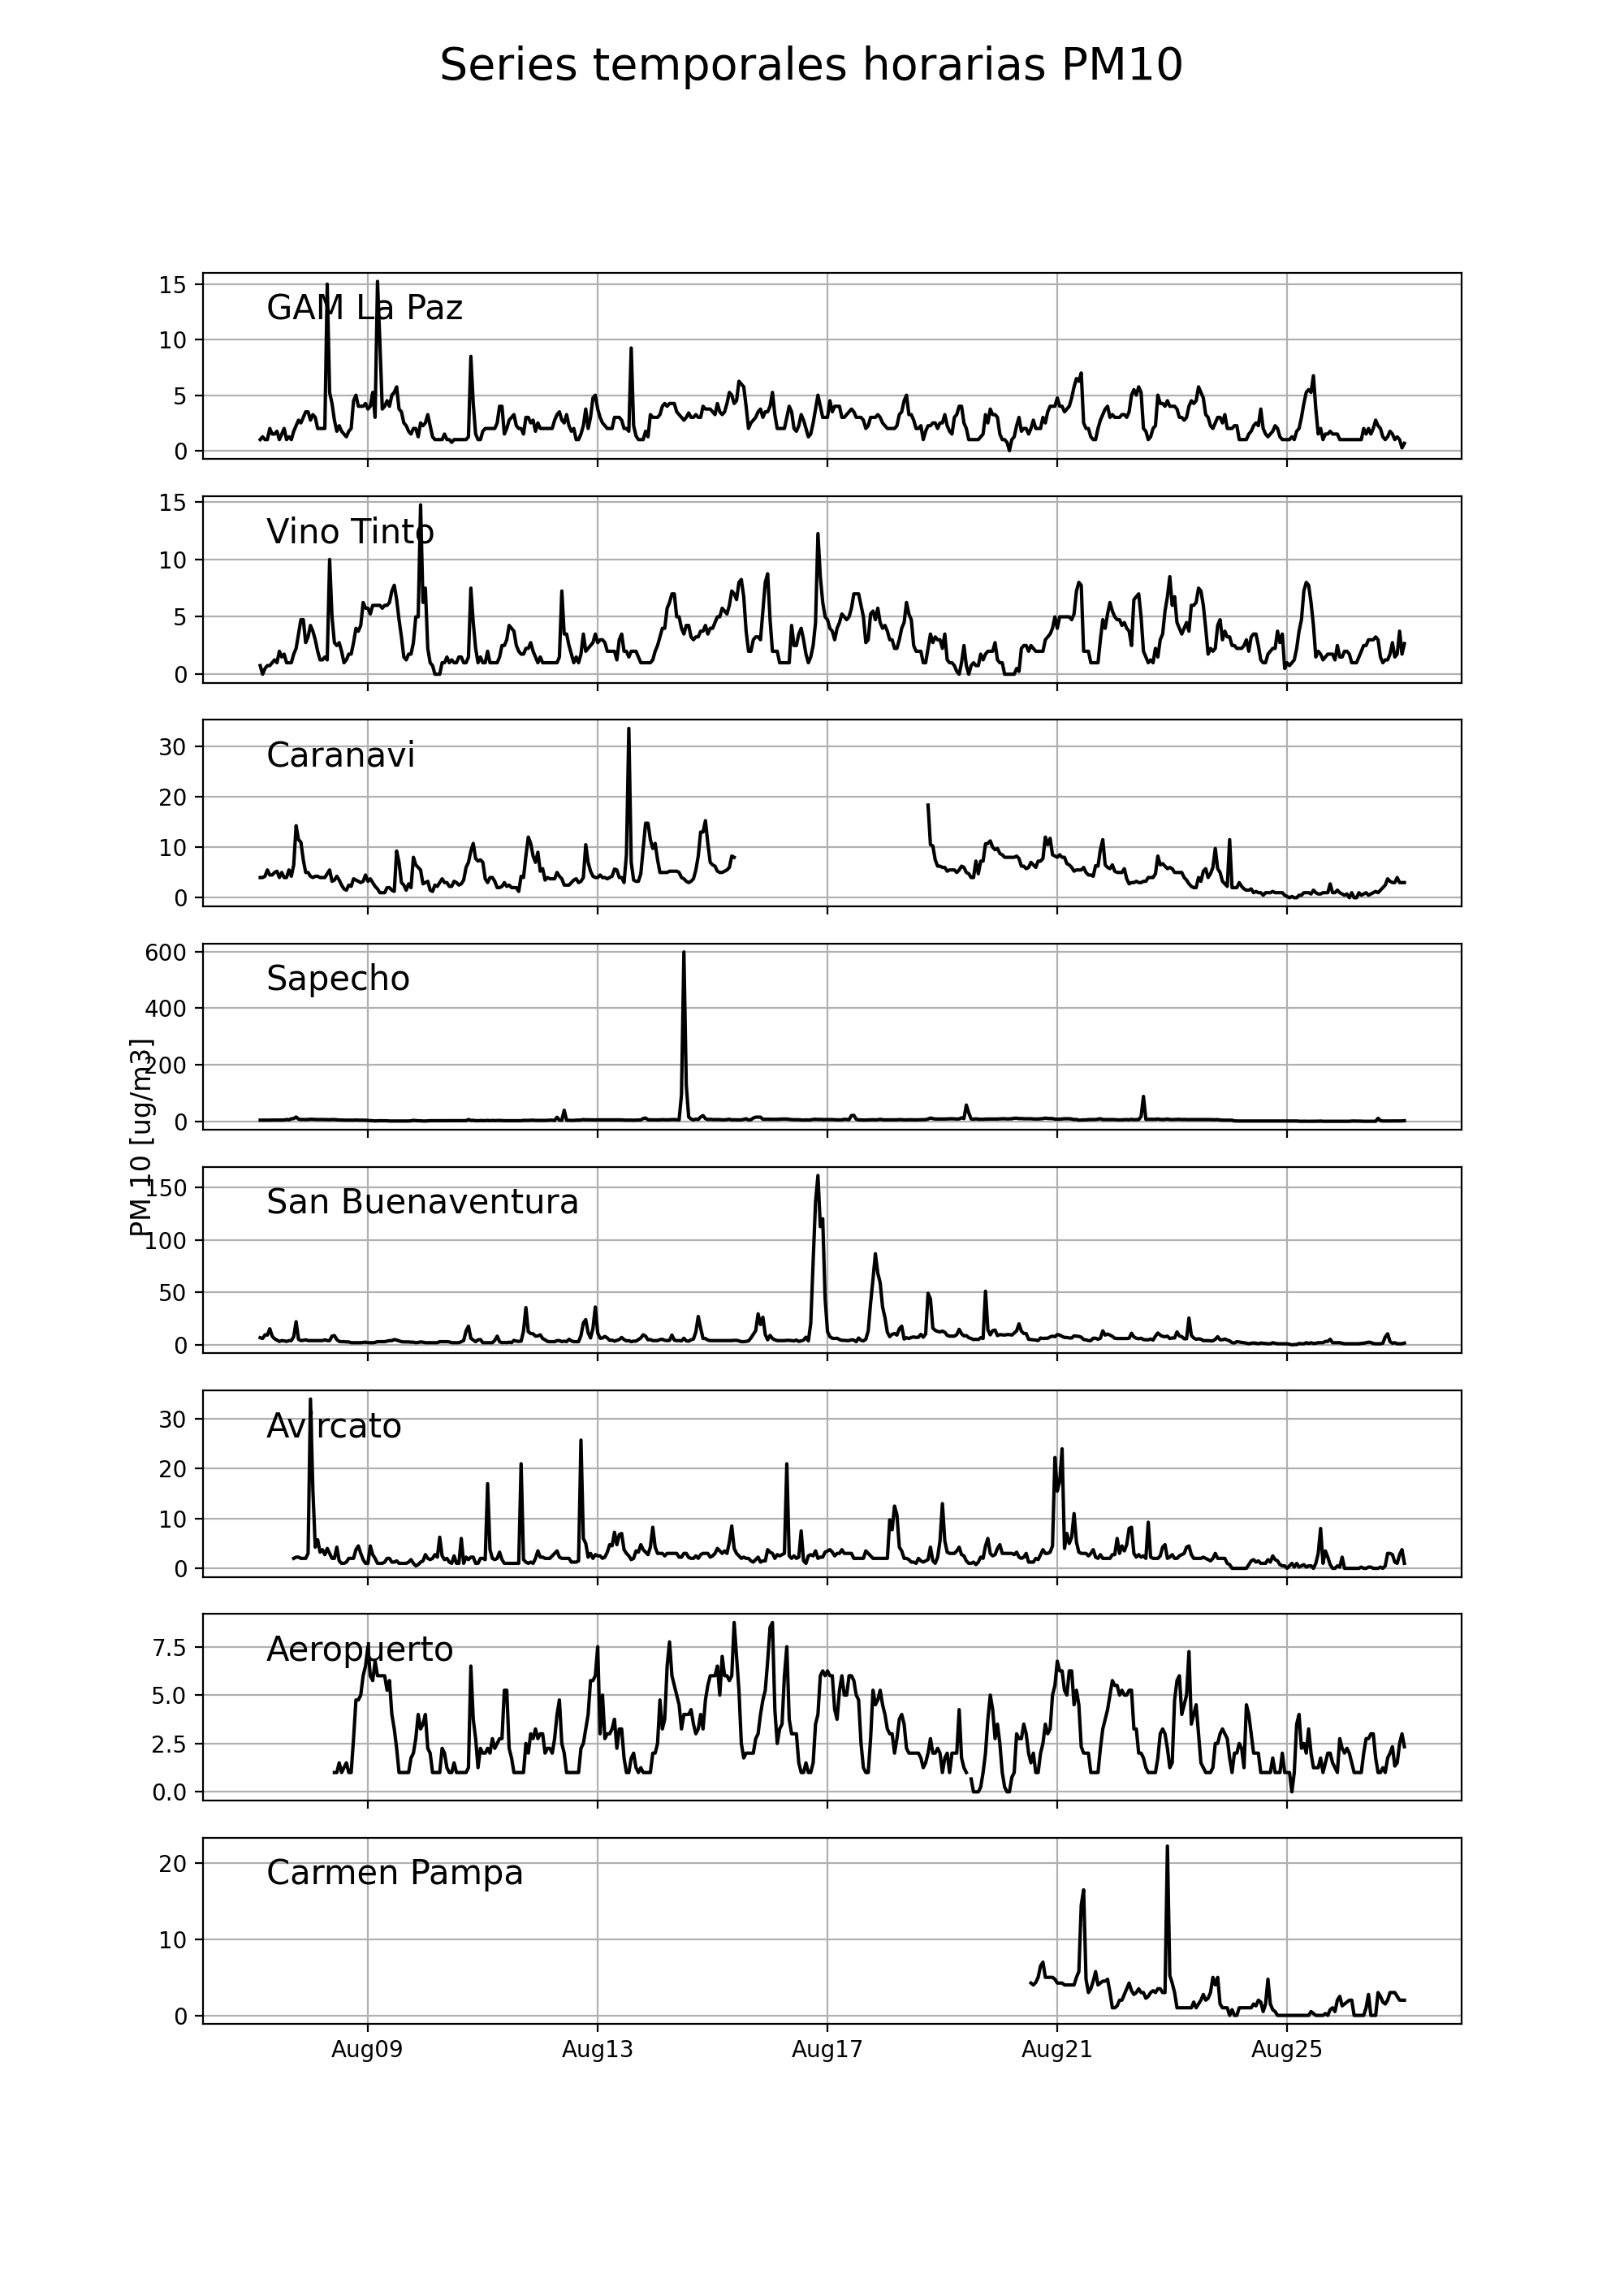 Series temporales horarias PM10
15
10
5
0
GAM La Paz
15
10
5
0
Vino Tinto
30
20
10
0
Caranavi
600
400
200
0
Sapecho
PM 10 [ug/m3]
150
100
50
0
San Buenaventura
30
20
10
0
Avircato
7.5
5.0
2.5
0.0
Aeropuerto
20
10
0
Carmen Pampa
Aug09 Aug13 Aug17 Aug21 Aug25